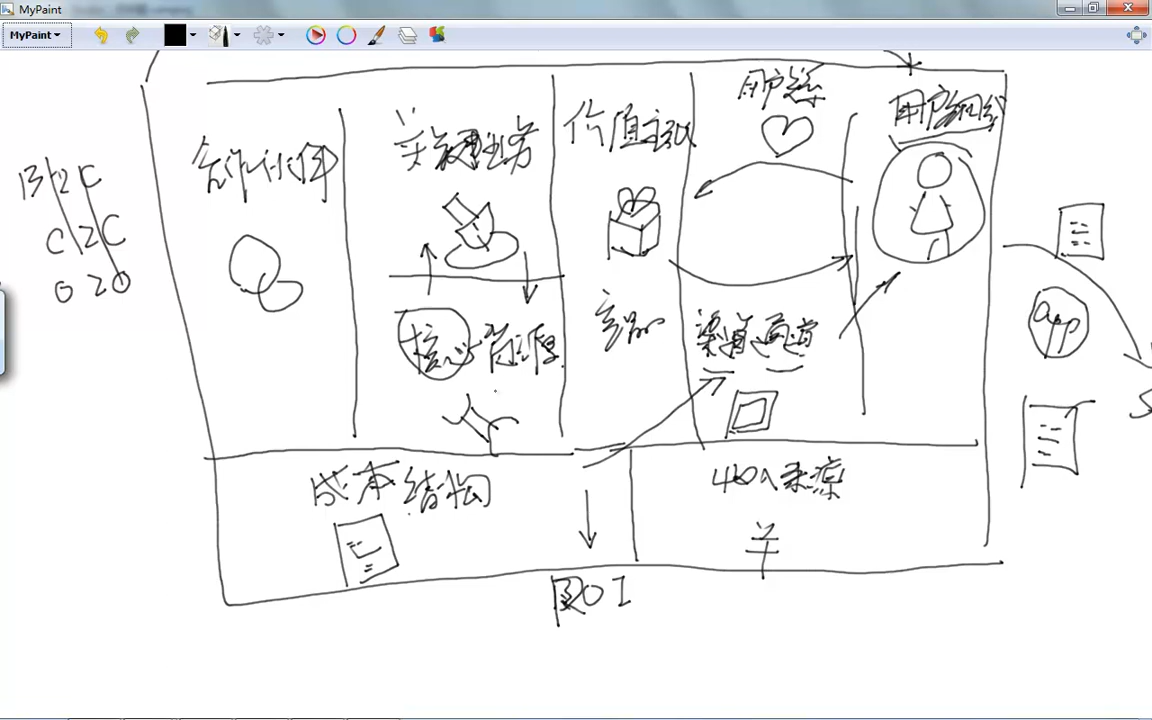 MyPaint
MyPaint
合作伙伴
关键业务
价值主张
用户关系
用户细分
B2C
C2C
O2O
核心资源
渠道通道
app
成本结构
收入来源
ROI